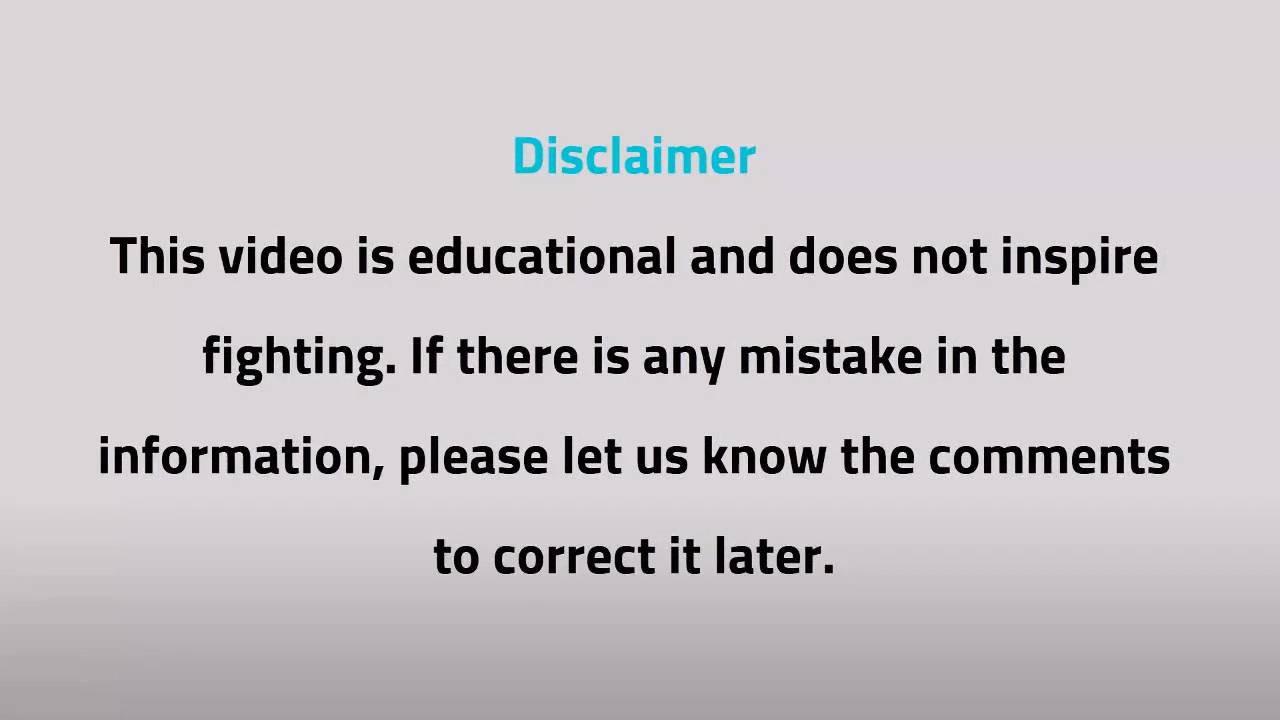 Disclaimer
This video is educational and does not inspire
fighting. If there is any mistake in the
information, please let us know the comments
to correct it later.